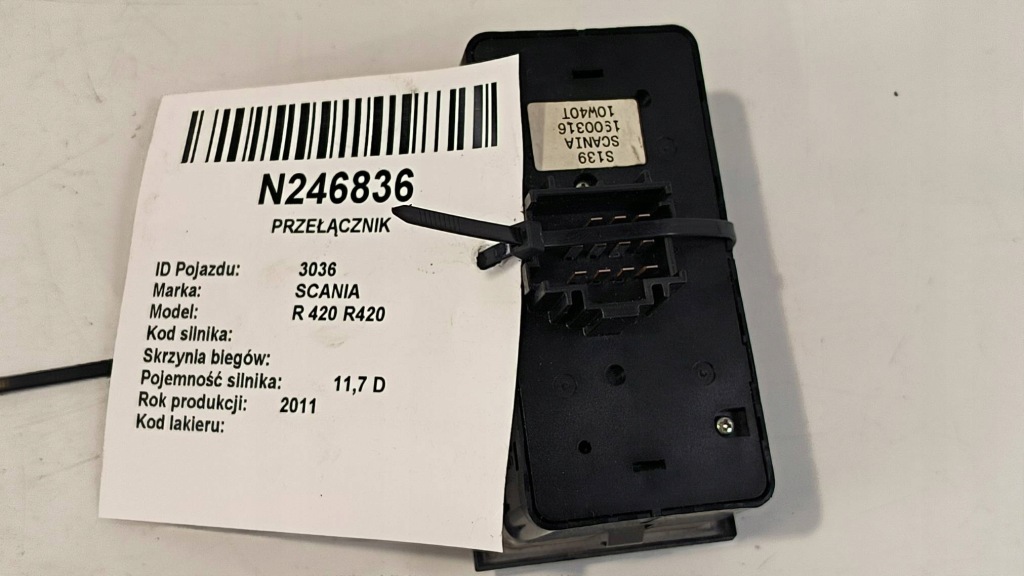 N246836
PRZEŁĄCZNIK
ID Pojazdu: 3036
Marka: SCANIA
Model: R 420 R420
Kod silnika:
Skrzynia biegów:
Pojemność silnika: 11,7 D
Rok produkcji: 2011
Kod lakieru:
S139
SCANIA
1900316
10W40T